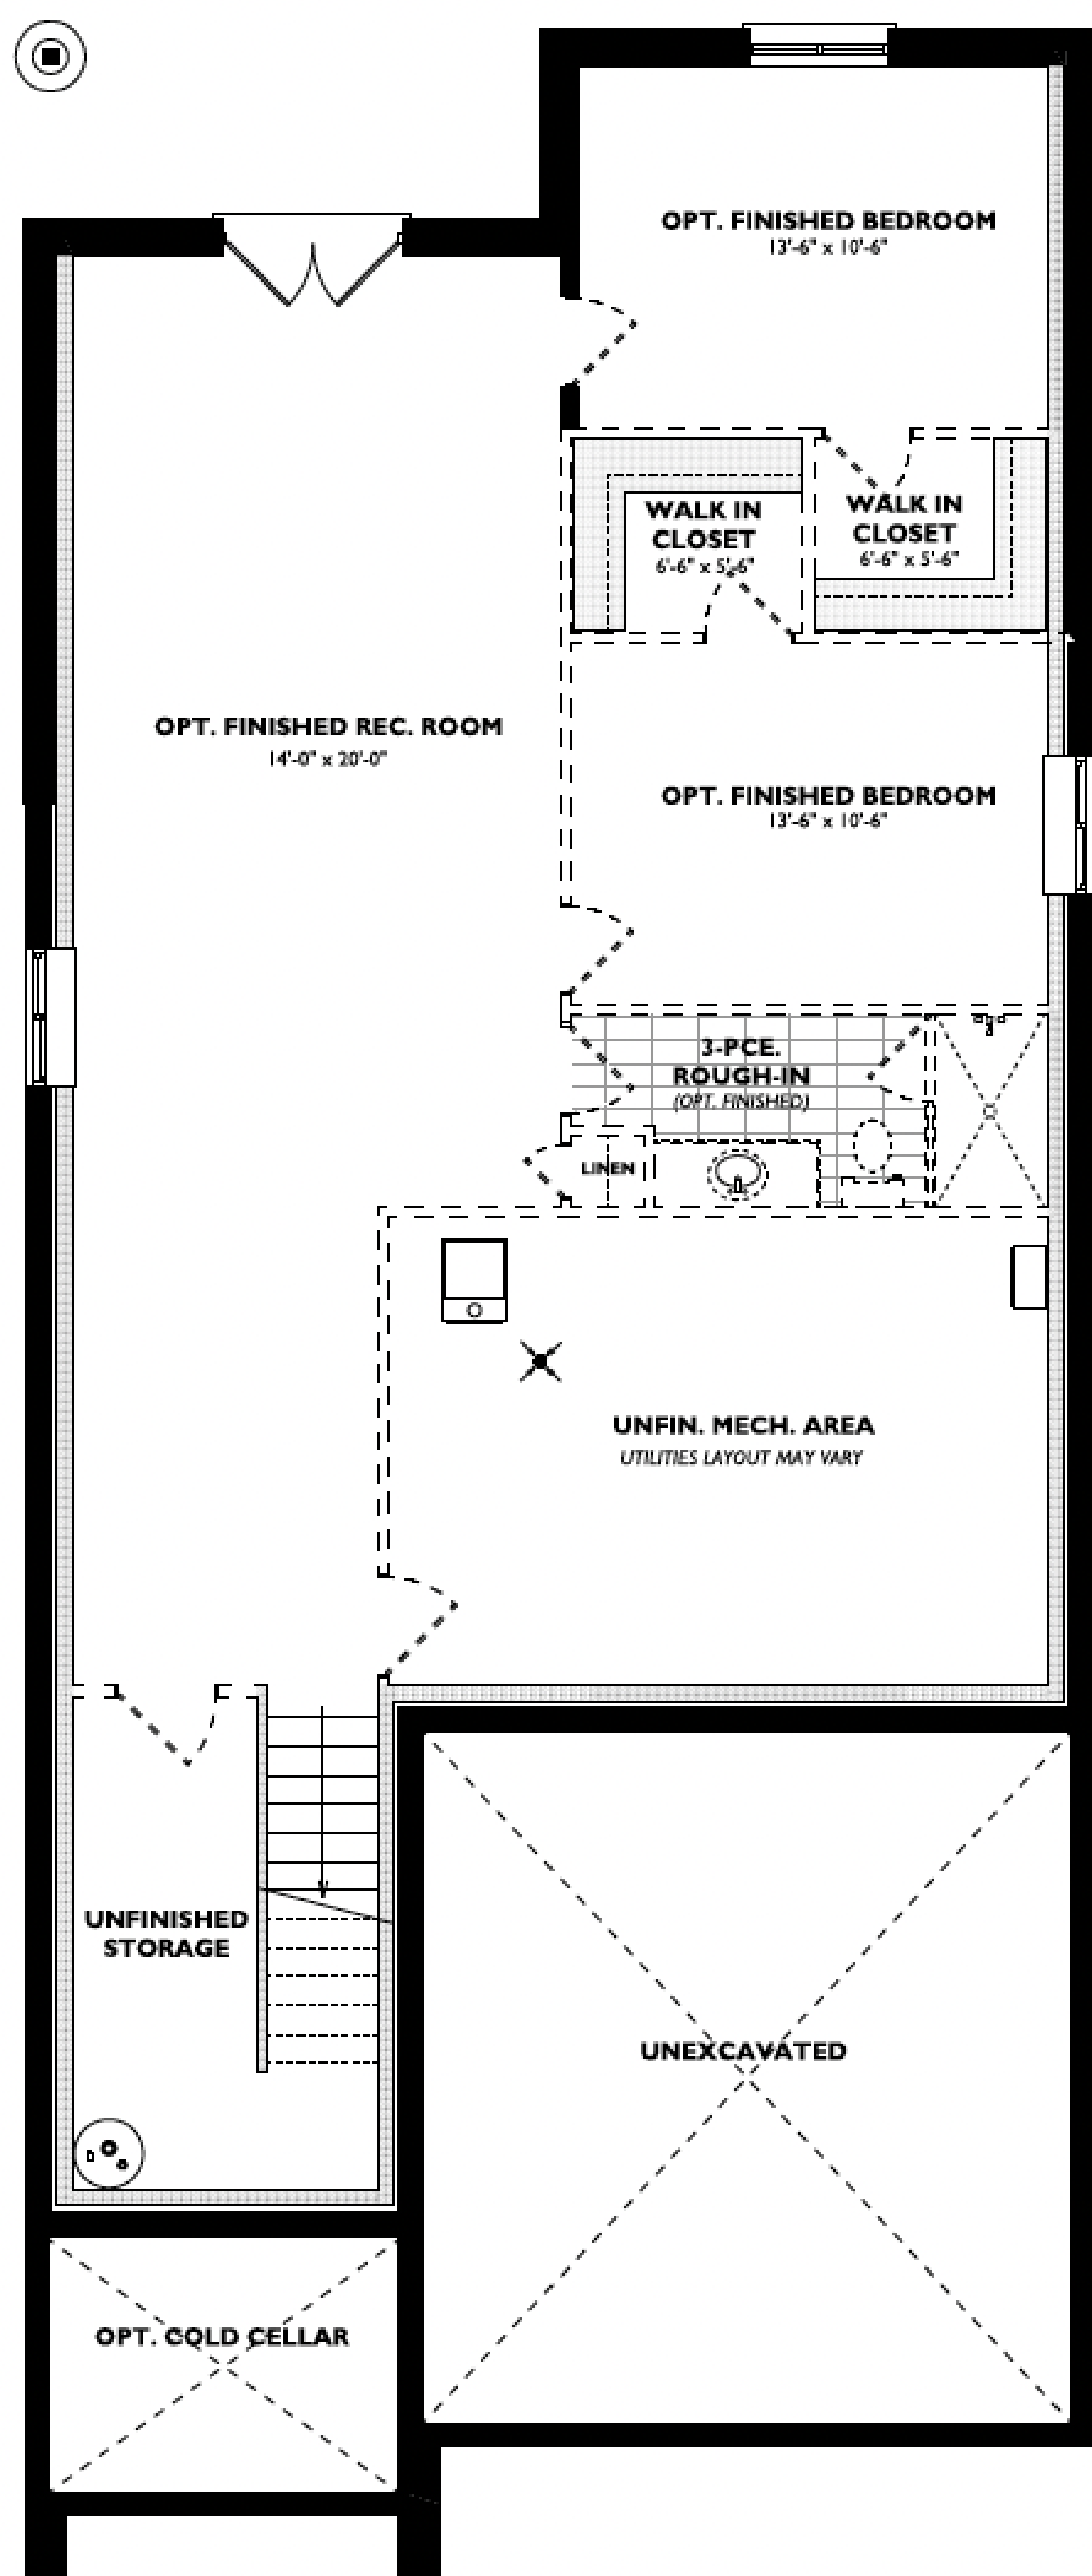 OPT. FINISHED BEDROOM
13'-6" x 10'-6"
WALK IN
CLOSET
6'-6" x 5'-6"
WALK IN
CLOSET
6'-6" x 5'-6"
OPT. FINISHED REC. ROOM
14'-0" x 20'-0"
OPT. FINISHED BEDROOM
13'-6" x 10'-6"
3-PCE.
ROUGH-IN
(OPT. FINISHED)
LINEN
UNFIN. MECH. AREA
UTILITIES LAYOUT MAY VARY
UNFINISHED
STORAGE
UNEXCAVATED
OPT. COLD CELLAR